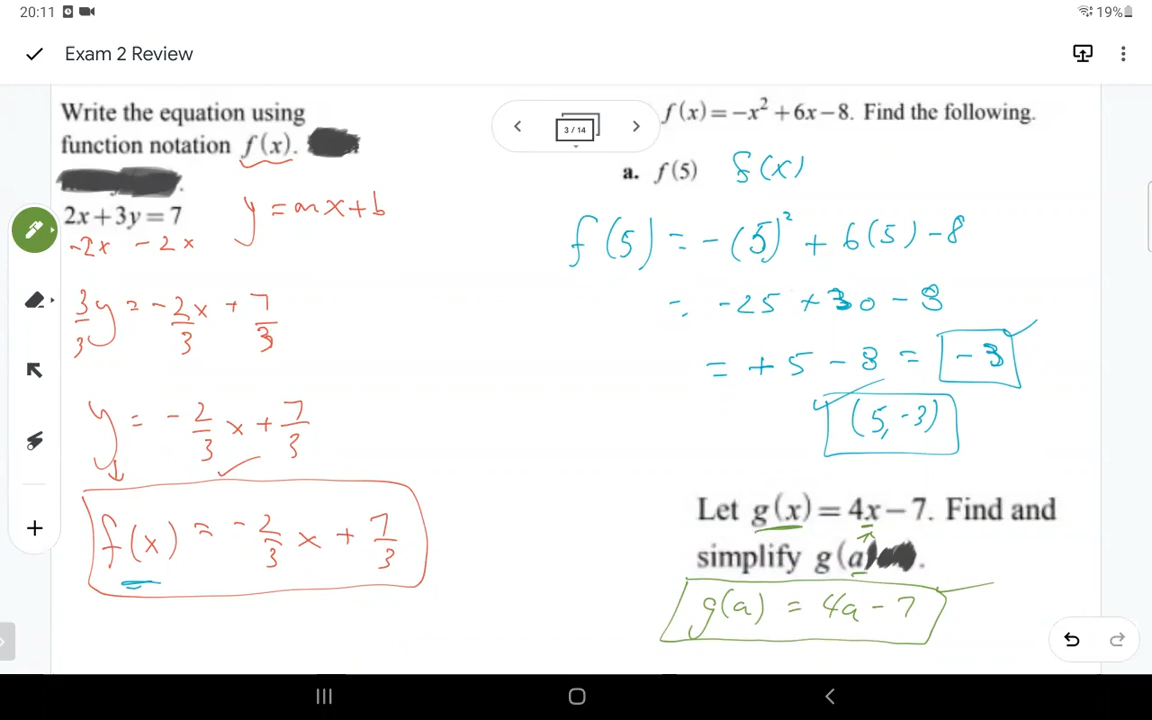 20:11
19%
Exam 2 Review
Write the equation using
function notation f(x).
2x+3y=7
-2x -2x
y = mx+b
3y/3 = -2x/3 + 7/3
y = -2/3 x + 7/3
f(x) = -2/3 x + 7/3
3 / 14
f(x)=-x²+6x-8. Find the following.
a. f(5) f(x)
f(5) = -(5)² + 6(5) -8
= -25 + 30 - 8
= +5 - 8 = -3
(5,-3)
Let g(x)=4x-7. Find and
simplify g(a).
g(a) = 4a-7